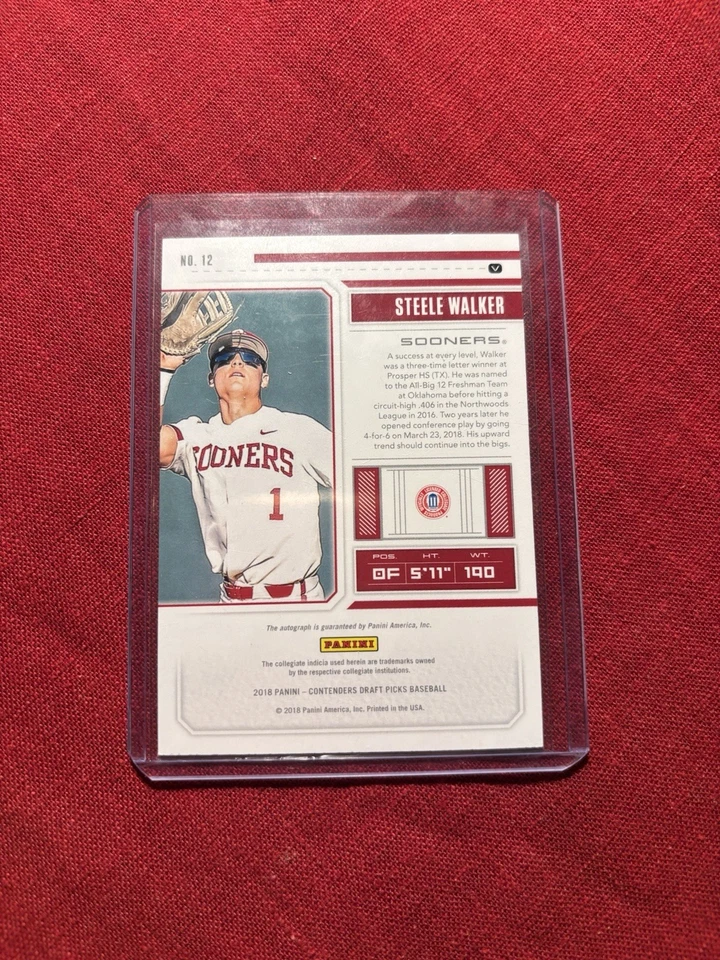 NO. 12
V
STEELE WALKER
SOONERS®
A success at every level, Walker
was a three-time letter winner at
Prosper HS (TX). He was named
to the All-Big 12 Freshman Team
at Oklahoma before hitting a
circuit-high .406 in the Northwoods
League in 2016. Two years later he
opened conference play by going
4-for-6 on March 23, 2018. His upward
trend should continue into the bigs.
SOONERS
1
POS. HT. WT.
OF 5'11" 190
The autograph is guaranteed by Panini America, Inc.
PANINI
The collegiate indicia used herein are trademarks owned
by the respective collegiate institutions.
2018 PANINI – CONTENDERS DRAFT PICKS BASEBALL
© 2018 Panini America, Inc. Printed in the USA.